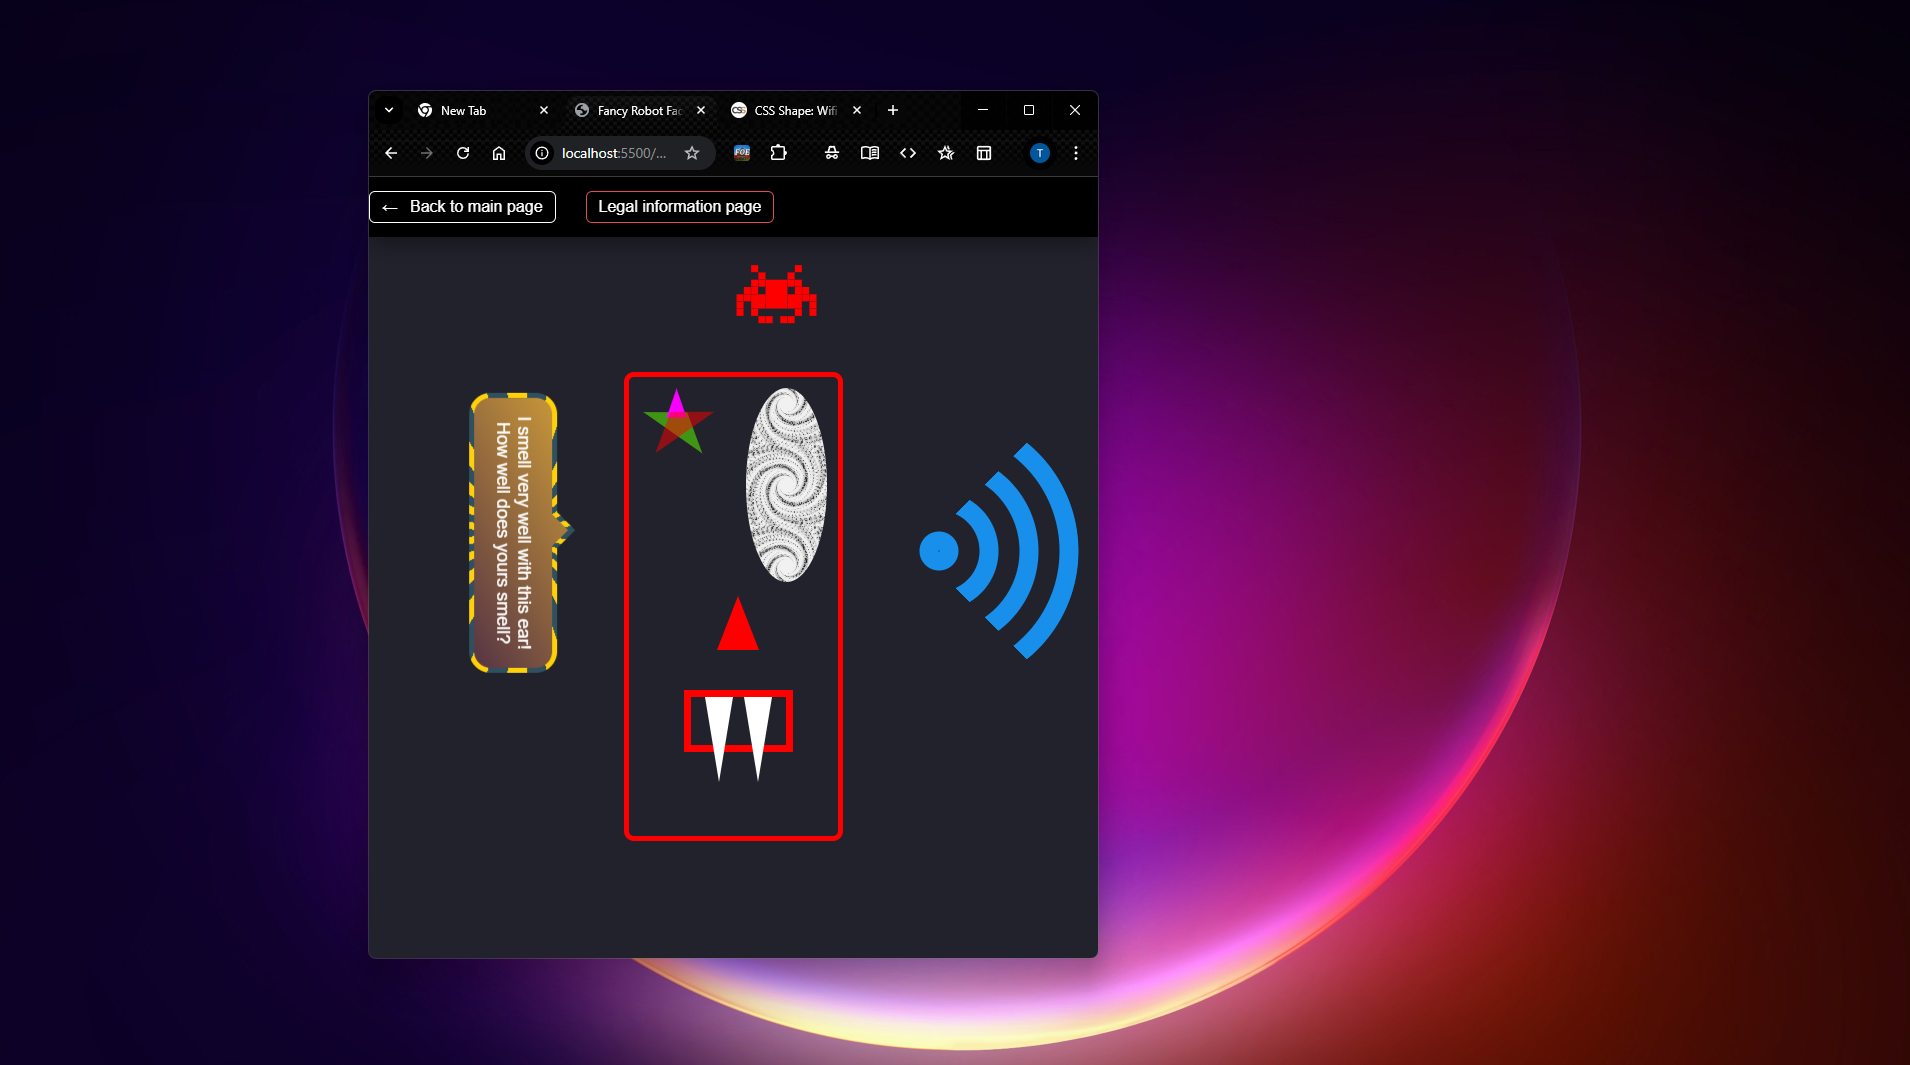 New Tab
Fancy Robot Fac
CSS Shape: Wifi
localhost:5500/...
FOE
T
← Back to main page
Legal information page
I smell very well with this ear!
How well does yours smell?